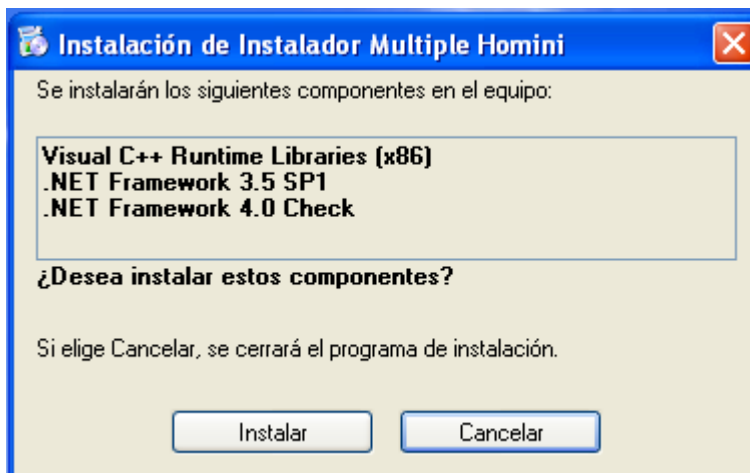 Instalación de Instalador Multiple Homini
Se instalarán los siguientes componentes en el equipo:
Visual C++ Runtime Libraries (x86)
.NET Framework 3.5 SP1
.NET Framework 4.0 Check
¿Desea instalar estos componentes?
Si elige Cancelar, se cerrará el programa de instalación.
Instalar Cancelar